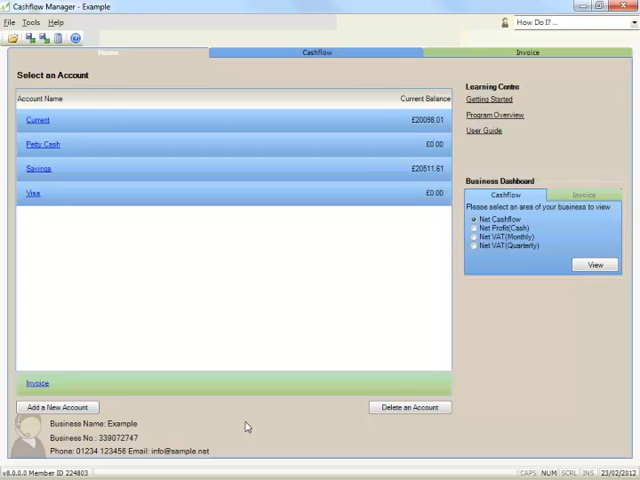 Cashflow Manager - Example
File Tools Help
How Do I? ...
Home Cashflow Invoice
Select an Account
Account Name Current Balance
Current £20098.01
Petty Cash £0.00
Savings £20511.61
Visa £0.00
Invoice
Add a New Account Delete an Account
Business Name: Example
Business No.: 339072747
Phone: 01234 123456 Email: info@sample.net
Learning Centre
Getting Started
Program Overview
User Guide
Business Dashboard
Cashflow Invoice
Please select an area of your business to view
Net Cashflow
Net Profit(Cash)
Net VAT(Monthly)
Net VAT(Quarterly)
View
v8.0.0.0 Member ID 224803 CAPS NUM SCRL INS 23/02/2012